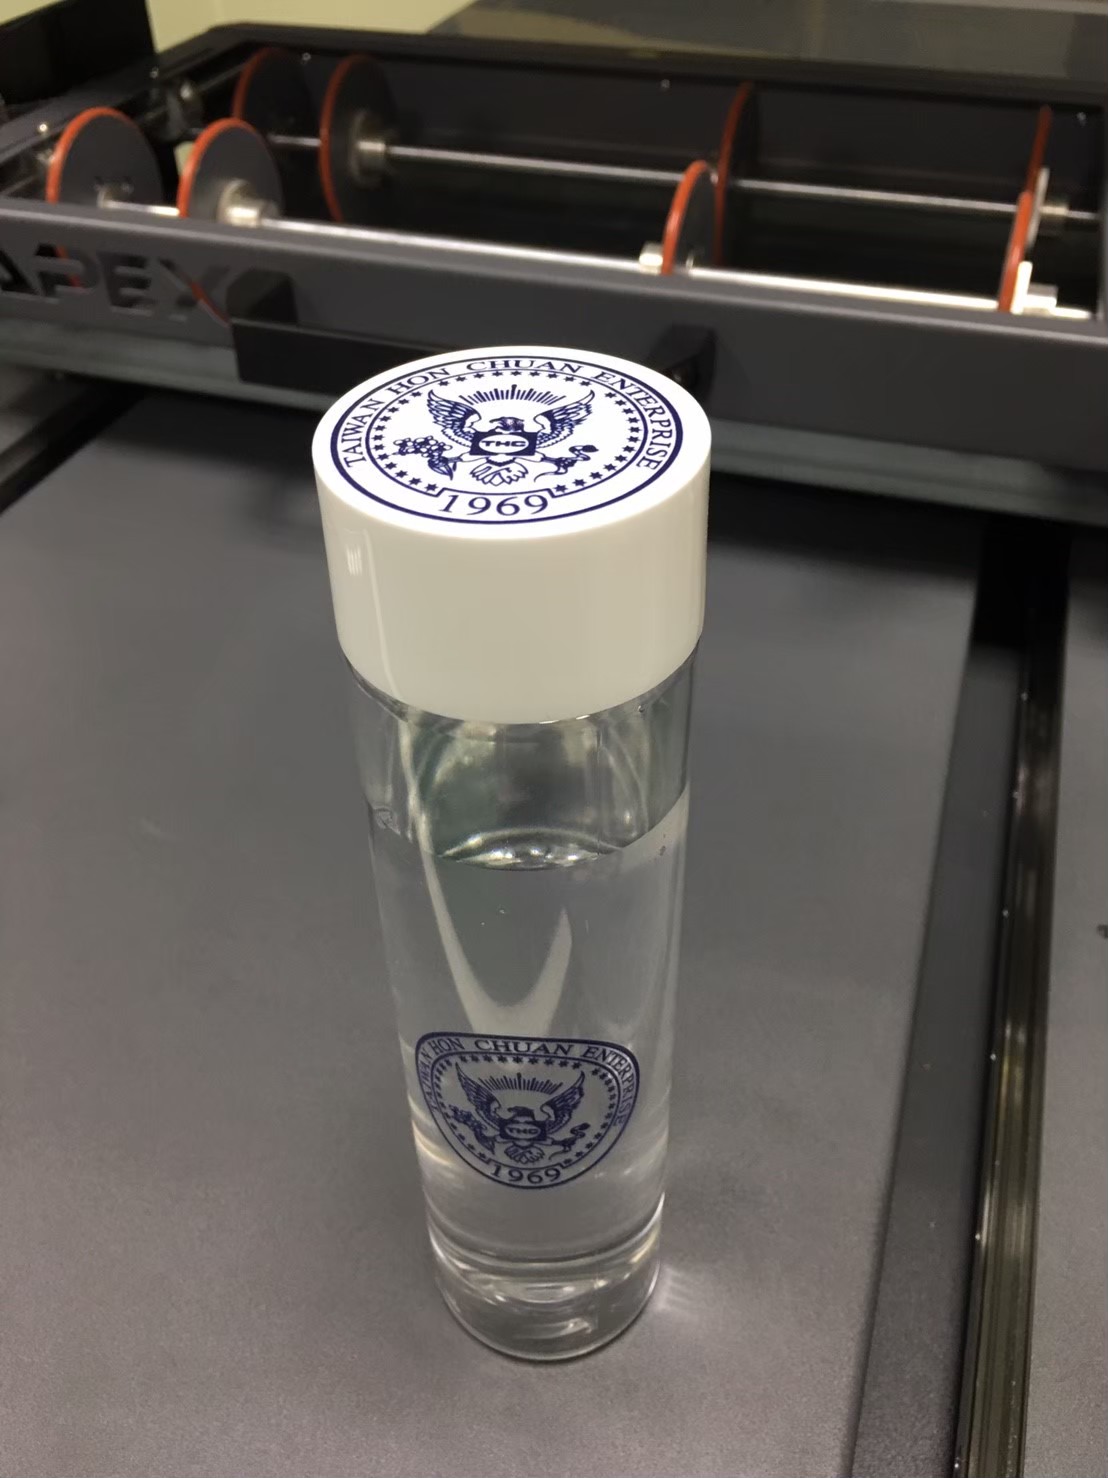 APEX
TAIWAN HON CHUAN ENTERPRISE
THC
1969
TAIWAN HON CHUAN ENTERPRISE
THC
1969